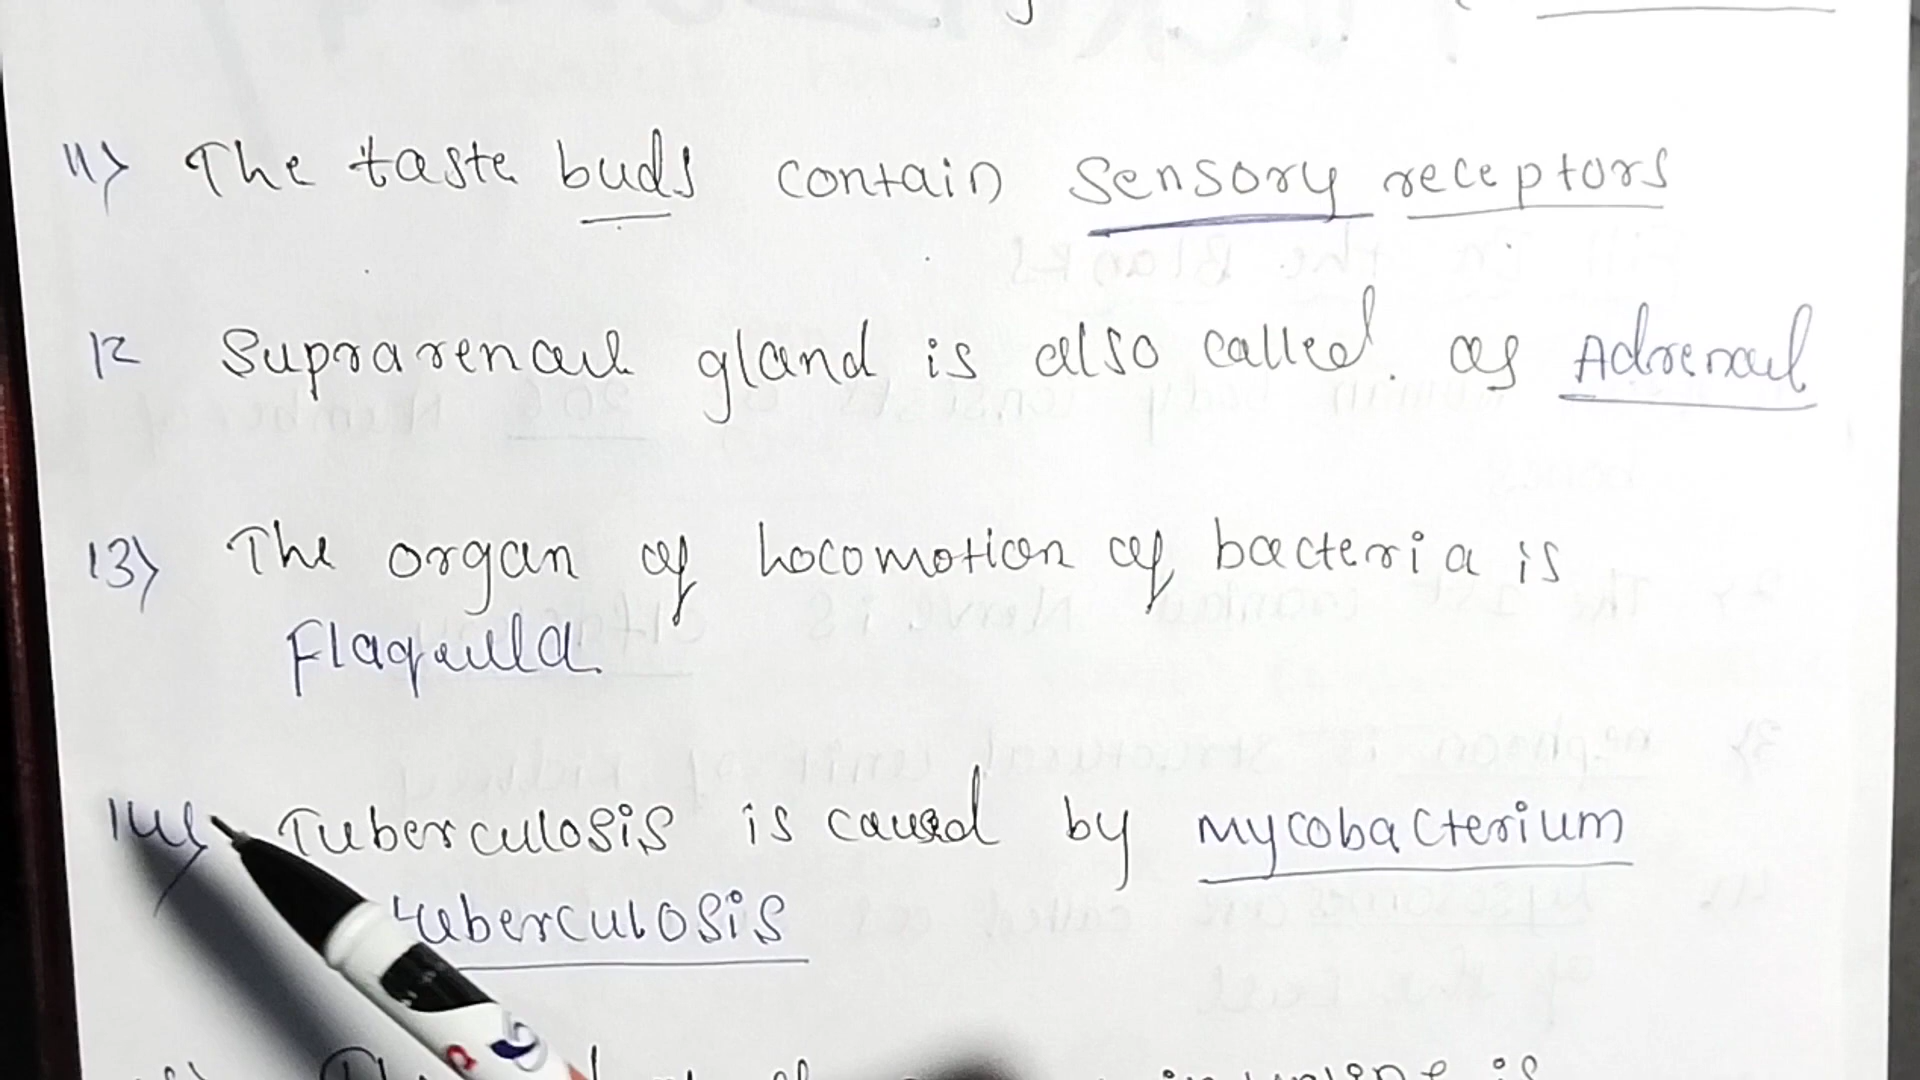 11) The taste buds contain sensory receptors
12 Suprarenal gland is also called as Adrenal
13) The organ of Locomotion of bacteria is
Flagella
14) Tuberculosis is caused by mycobacterium
tuberculosis
is